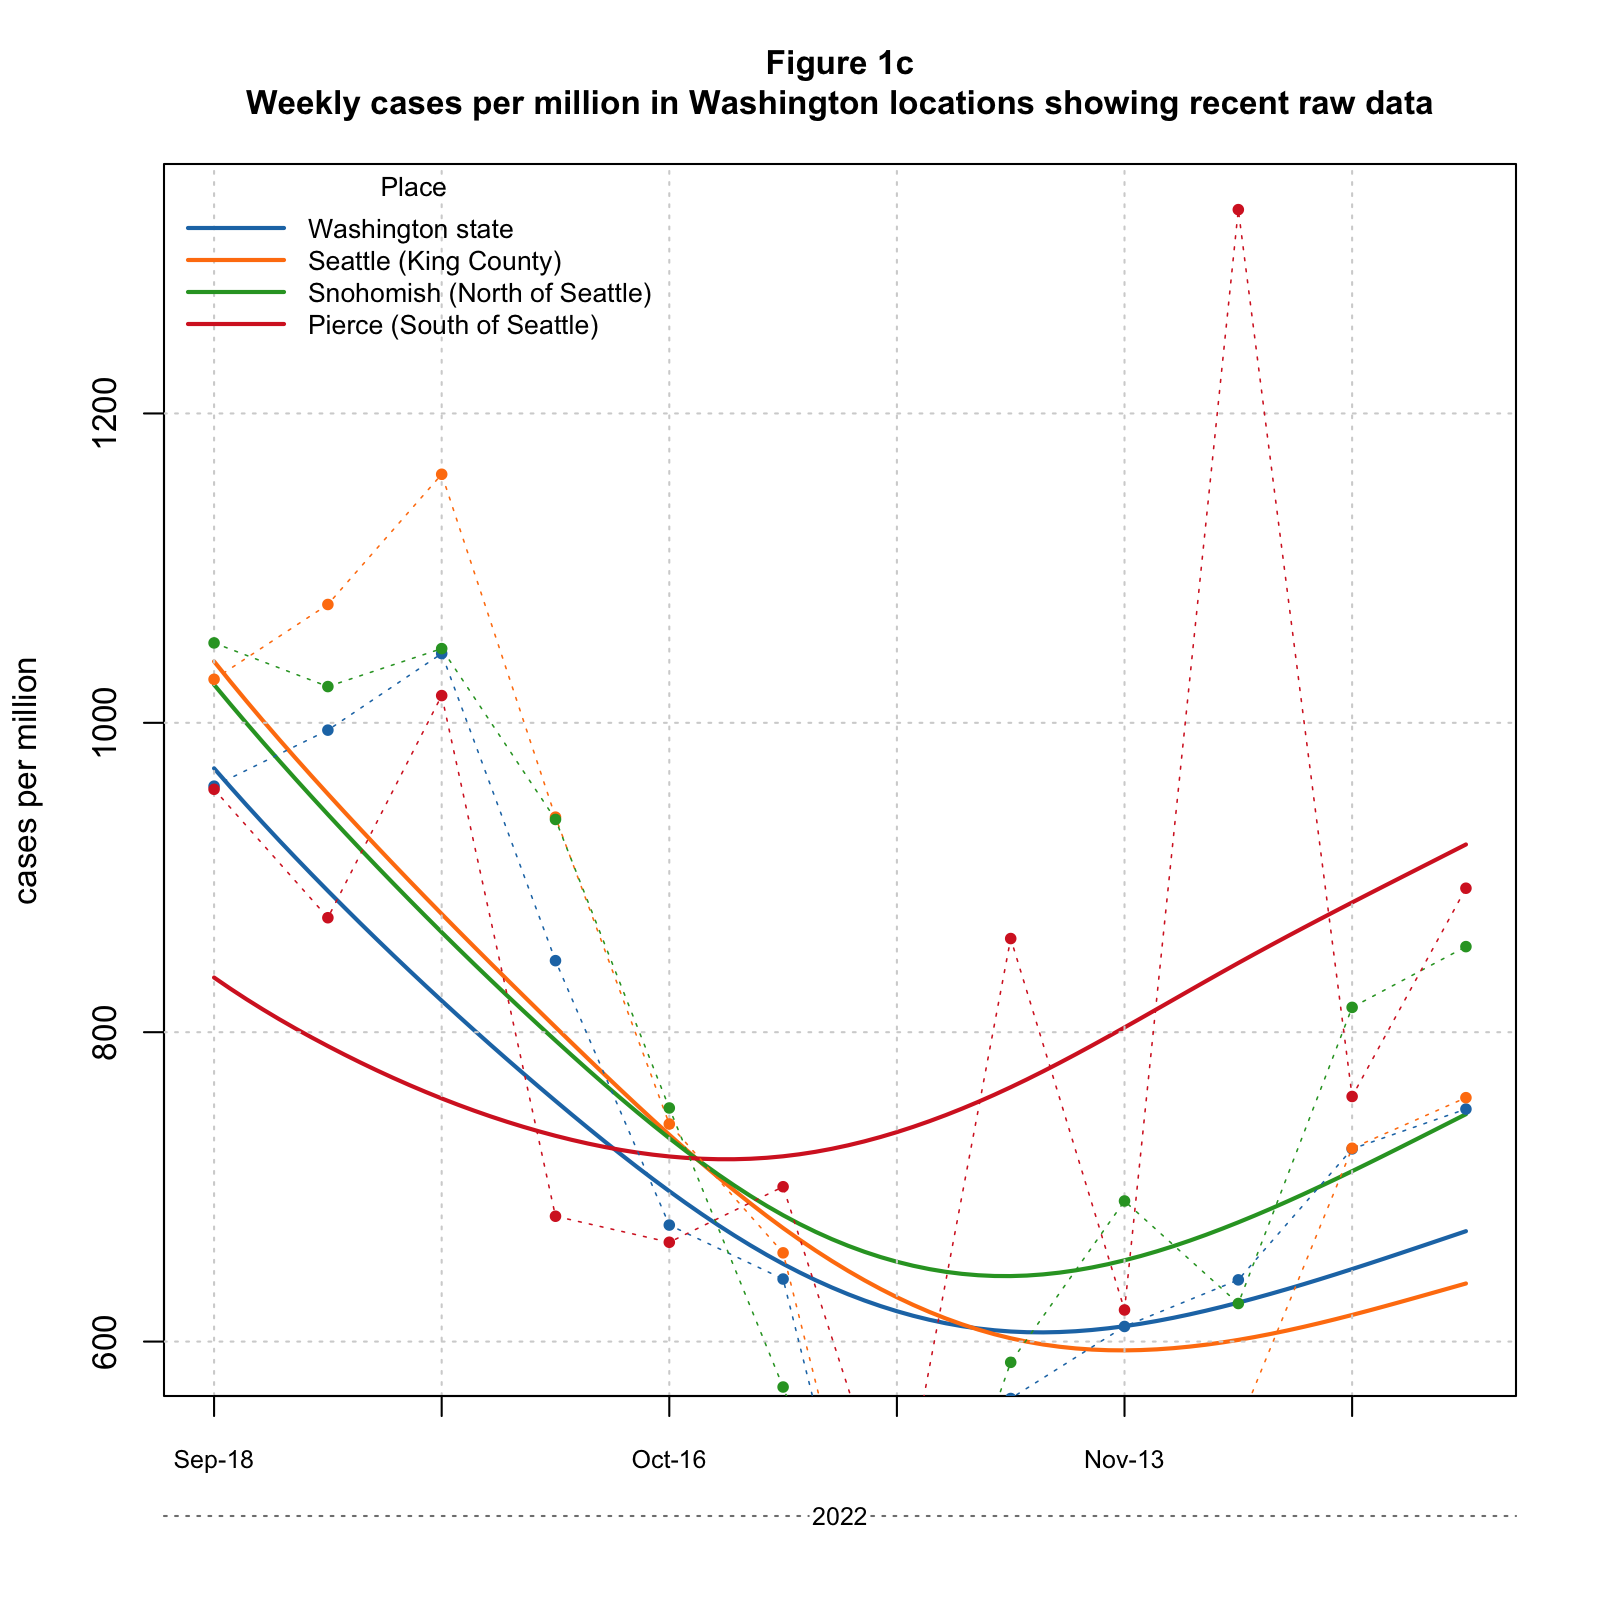 Figure 1c
Weekly cases per million in Washington locations showing recent raw data
Place
Washington state
Seattle (King County)
Snohomish (North of Seattle)
Pierce (South of Seattle)
cases per million
1200
1000
800
600
Sep-18
Oct-16
Nov-13
2022